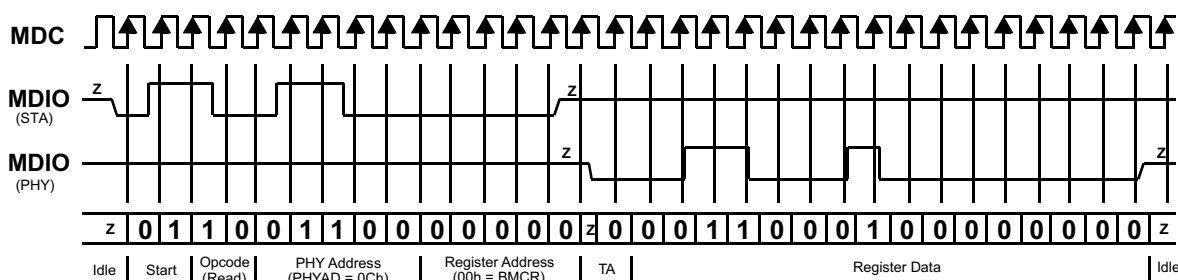 MDC
z z
MDIO
(STA)
z z
MDIO
(PHY)
z 0 1 1 0 0 1 1 0 0 0 0 0 0 0 z 0 0 0 1 1 0 0 0 1 0 0 0 0 0 0 0 0 z
Idle Start Opcode PHY Address Register Address TA Register Data Idle
(Read) (PHYAD = 0Ch) (00h = BMCR)